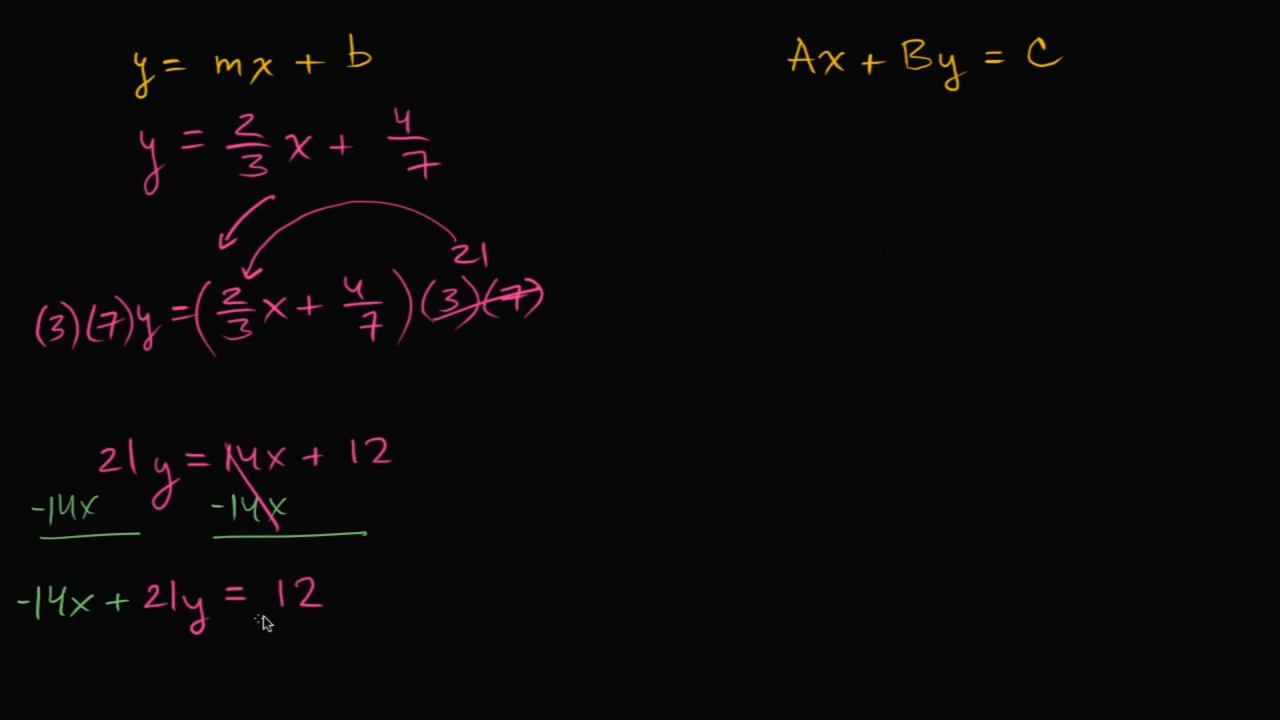 y = mx + b
Ax + By = C
y = 2/3 x + 4/7
21
(3)(7)y = (2/3 x + 4/7)(3)(7)
21y = 14x + 12
-14x -14x
-14x + 21y = 12